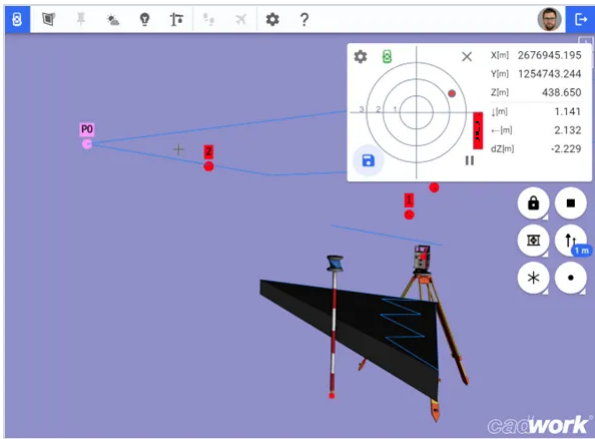 ?
X[m] 2676945.195
Y[m] 1254743.244
Z[m] 438.650
3 2 1
↓[m] 1.141
←[m] 2.132
dZ[m] -2.229
P0
2
1
1 m
cadwork